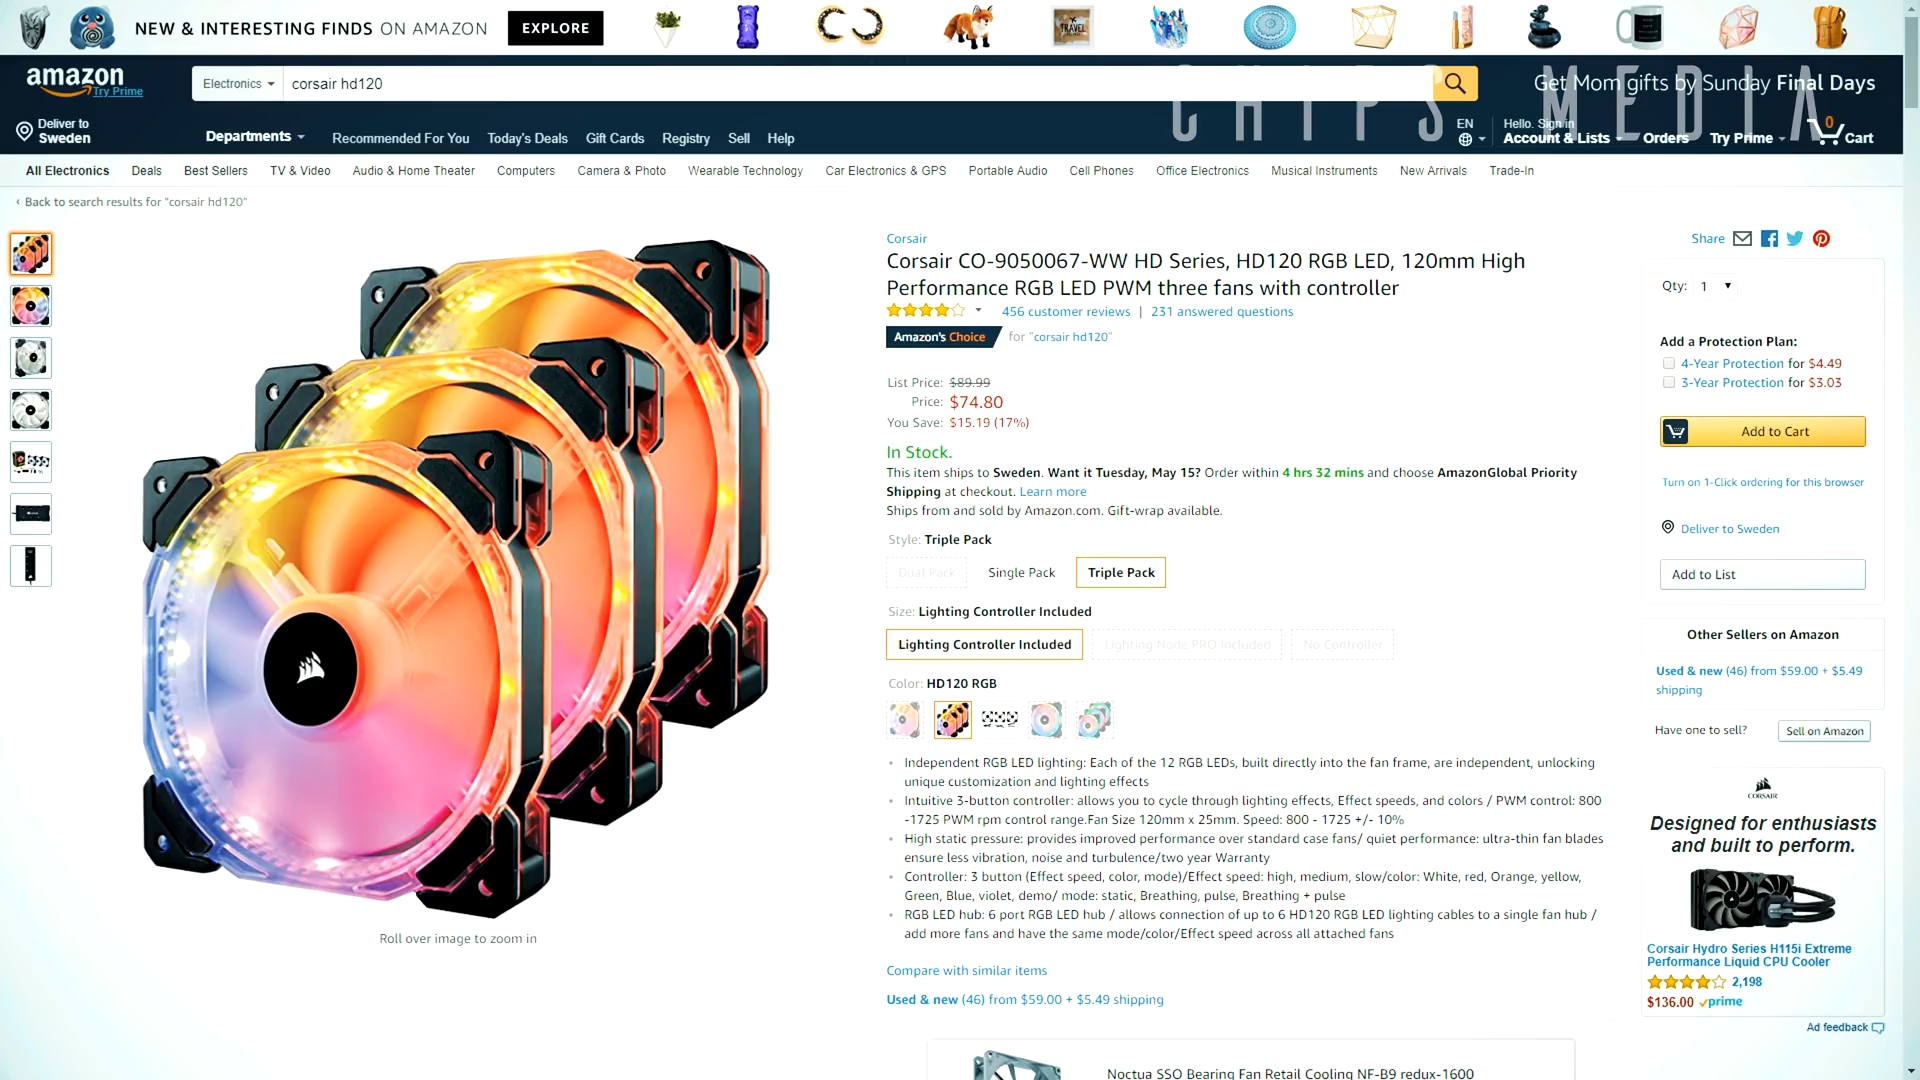 NEW & INTERESTING FINDS ON AMAZON
EXPLORE
TRAVEL
amazon
Try Prime
Electronics
corsair hd120
Get Mom gifts by Sunday Final Days
CHIPS MEDIA
Deliver to
Sweden
Departments
Recommended For You
Today's Deals
Gift Cards
Registry
Sell
Help
EN
Hello. Sign in
Account & Lists
Orders
Try Prime
0
Cart
All Electronics
Deals
Best Sellers
TV & Video
Audio & Home Theater
Computers
Camera & Photo
Wearable Technology
Car Electronics & GPS
Portable Audio
Cell Phones
Office Electronics
Musical Instruments
New Arrivals
Trade-In
‹ Back to search results for "corsair hd120"
Roll over image to zoom in
Corsair
Corsair CO-9050067-WW HD Series, HD120 RGB LED, 120mm High
Performance RGB LED PWM three fans with controller
456 customer reviews | 231 answered questions
Amazon's Choice for "corsair hd120"
List Price: $89.99
Price: $74.80
You Save: $15.19 (17%)
In Stock.
This item ships to Sweden. Want it Tuesday, May 15? Order within 4 hrs 32 mins and choose AmazonGlobal Priority
Shipping at checkout. Learn more
Ships from and sold by Amazon.com. Gift-wrap available.
Style: Triple Pack
Dual Pack
Single Pack
Triple Pack
Size: Lighting Controller Included
Lighting Controller Included
Lighting Node PRO Included
No Controller
Color: HD120 RGB
• Independent RGB LED lighting: Each of the 12 RGB LEDs, built directly into the fan frame, are independent, unlocking
unique customization and lighting effects
• Intuitive 3-button controller: allows you to cycle through lighting effects, Effect speeds, and colors / PWM control: 800
-1725 PWM rpm control range.Fan Size 120mm x 25mm. Speed: 800 - 1725 +/- 10%
• High static pressure: provides improved performance over standard case fans/ quiet performance: ultra-thin fan blades
ensure less vibration, noise and turbulence/two year Warranty
• Controller: 3 button (Effect speed, color, mode)/Effect speed: high, medium, slow/color: White, red, Orange, yellow,
Green, Blue, violet, demo/ mode: static, Breathing, pulse, Breathing + pulse
• RGB LED hub: 6 port RGB LED hub / allows connection of up to 6 HD120 RGB LED lighting cables to a single fan hub /
add more fans and have the same mode/color/Effect speed across all attached fans
Compare with similar items
Used & new (46) from $59.00 + $5.49 shipping
Noctua SSO Bearing Fan Retail Cooling NF-B9 redux-1600
Share
Qty: 1
Add a Protection Plan:
4-Year Protection for $4.49
3-Year Protection for $3.03
Add to Cart
Turn on 1-Click ordering for this browser
Deliver to Sweden
Add to List
Other Sellers on Amazon
Used & new (46) from $59.00 + $5.49
shipping
Have one to sell?
Sell on Amazon
CORSAIR
Designed for enthusiasts
and built to perform.
Corsair Hydro Series H115i Extreme
Performance Liquid CPU Cooler
2,198
$136.00 prime
Ad feedback